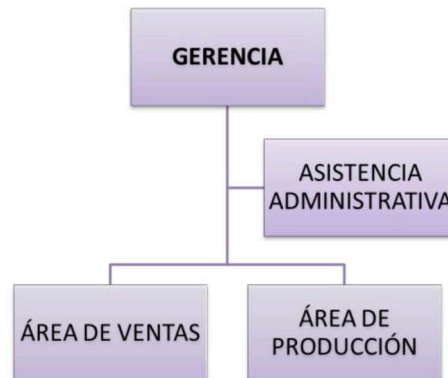 GERENCIA
ASISTENCIA
ADMINISTRATIVA
ÁREA DE VENTAS
ÁREA DE
PRODUCCIÓN